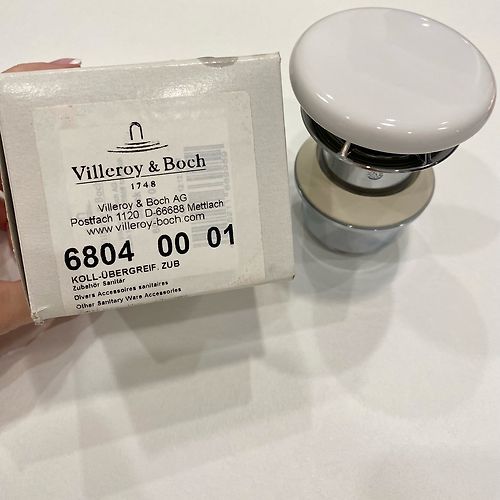 Villeroy & Boch
1748
Villeroy & Boch AG
Postfach 1120 D-66688 Mettlach
www.villeroy-boch.com
6804 00 01
KOLL-ÜBERGREIF. ZUB
Zubehör Sanitär
Divers Accessoires sanitaires
Other Sanitary Ware Accessories